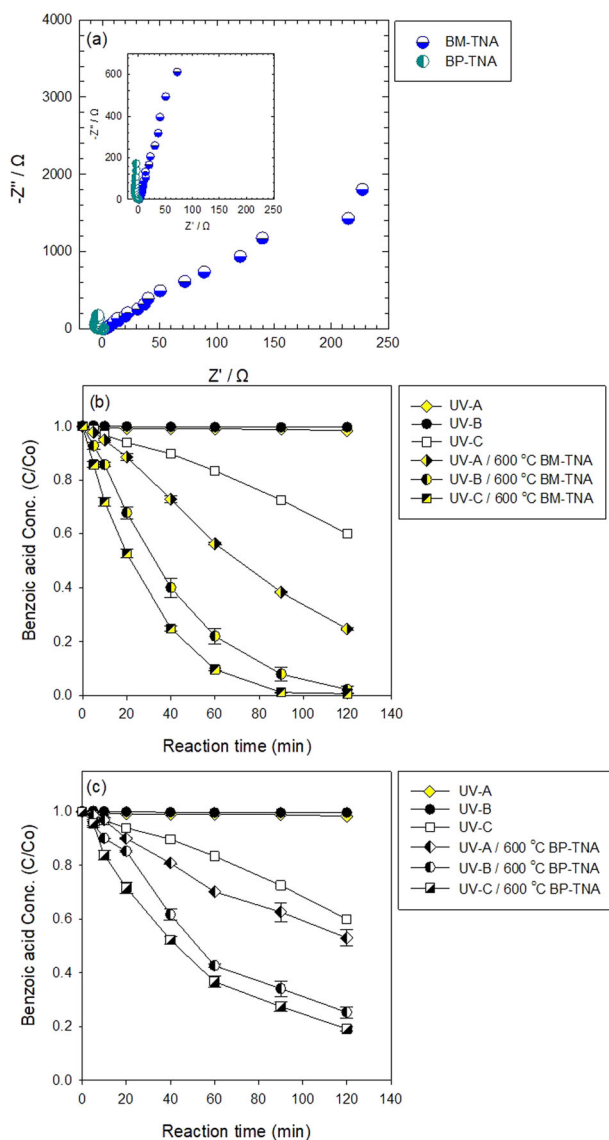 (a)
BM-TNA
BP-TNA
4000
3000
2000
1000
0
-Z" / Ω
600
400
200
0
-Z" / Ω
0 50 100 150 200 250
Z' / Ω
0 50 100 150 200 250
Z' / Ω
(b)
UV-A
UV-B
UV-C
UV-A / 600 °C BM-TNA
UV-B / 600 °C BM-TNA
UV-C / 600 °C BM-TNA
1.0
0.8
0.6
0.4
0.2
0.0
Benzoic acid Conc. (C/Co)
0 20 40 60 80 100 120 140
Reaction time (min)
(c)
UV-A
UV-B
UV-C
UV-A / 600 °C BP-TNA
UV-B / 600 °C BP-TNA
UV-C / 600 °C BP-TNA
1.0
0.8
0.6
0.4
0.2
0.0
Benzoic acid Conc. (C/Co)
0 20 40 60 80 100 120 140
Reaction time (min)